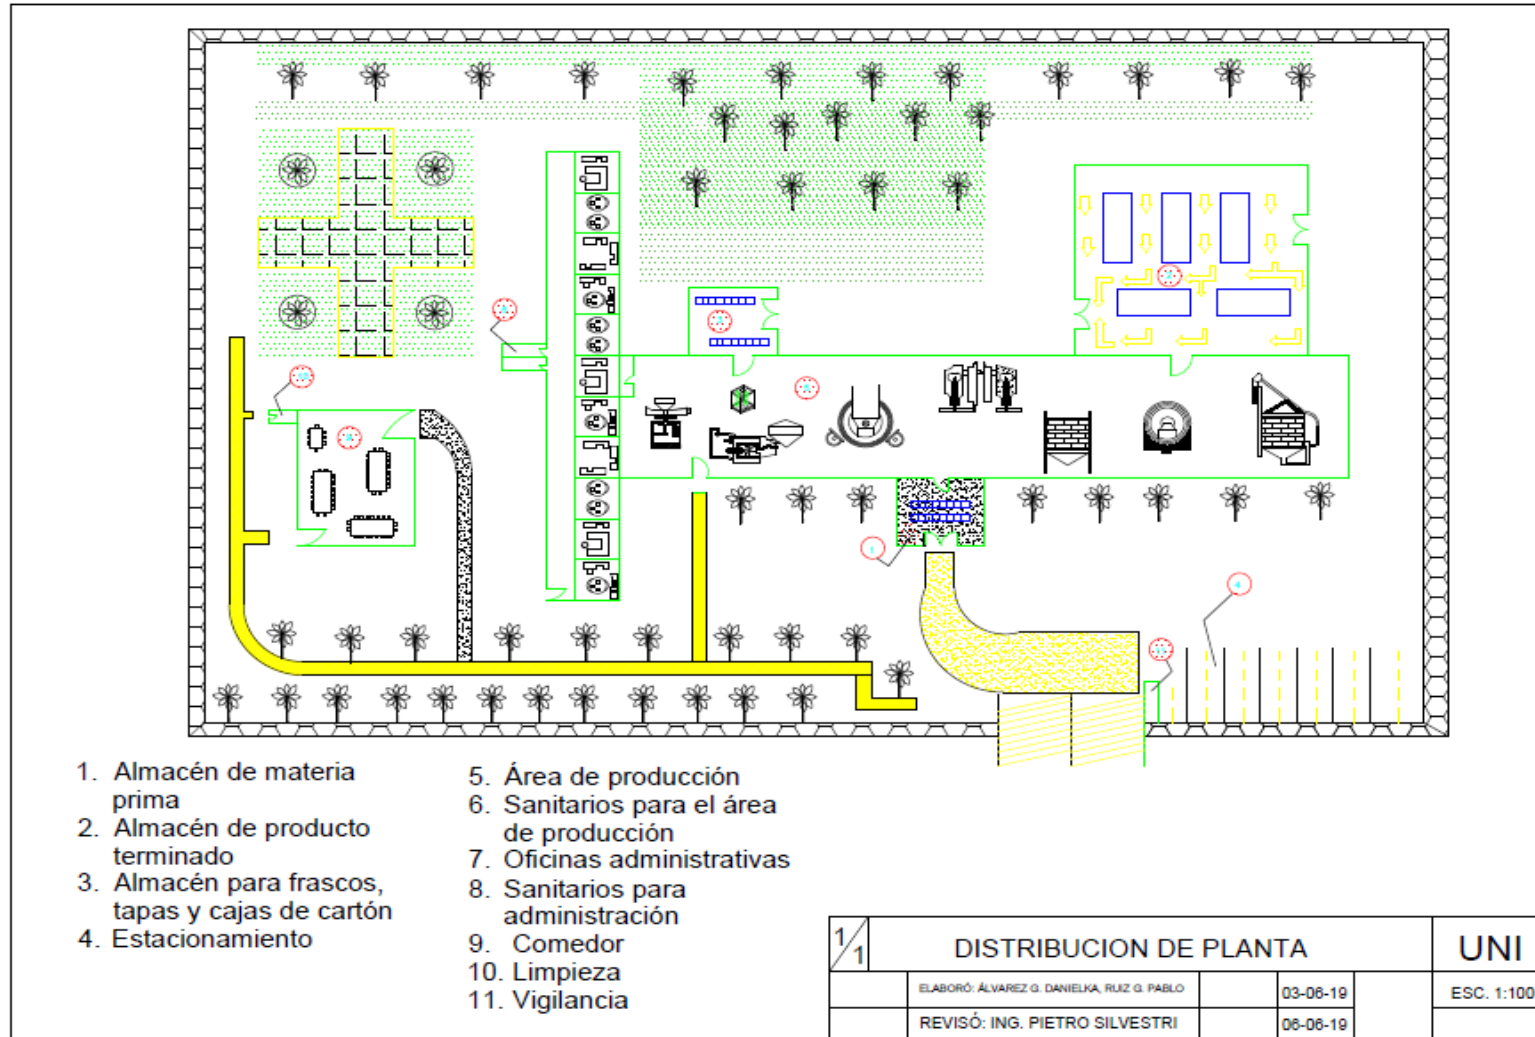 1. Almacén de materia
prima
2. Almacén de producto
terminado
3. Almacén para frascos,
tapas y cajas de cartón
4. Estacionamiento
5. Área de producción
6. Sanitarios para el área
de producción
7. Oficinas administrativas
8. Sanitarios para
administración
9. Comedor
10. Limpieza
11. Vigilancia
1/1
DISTRIBUCION DE PLANTA
UNI
ELABORÓ: ÁLVAREZ G. DANIELKA, RUIZ G. PABLO
03-06-19
ESC. 1:100
REVISÓ: ING. PIETRO SILVESTRI
06-06-19